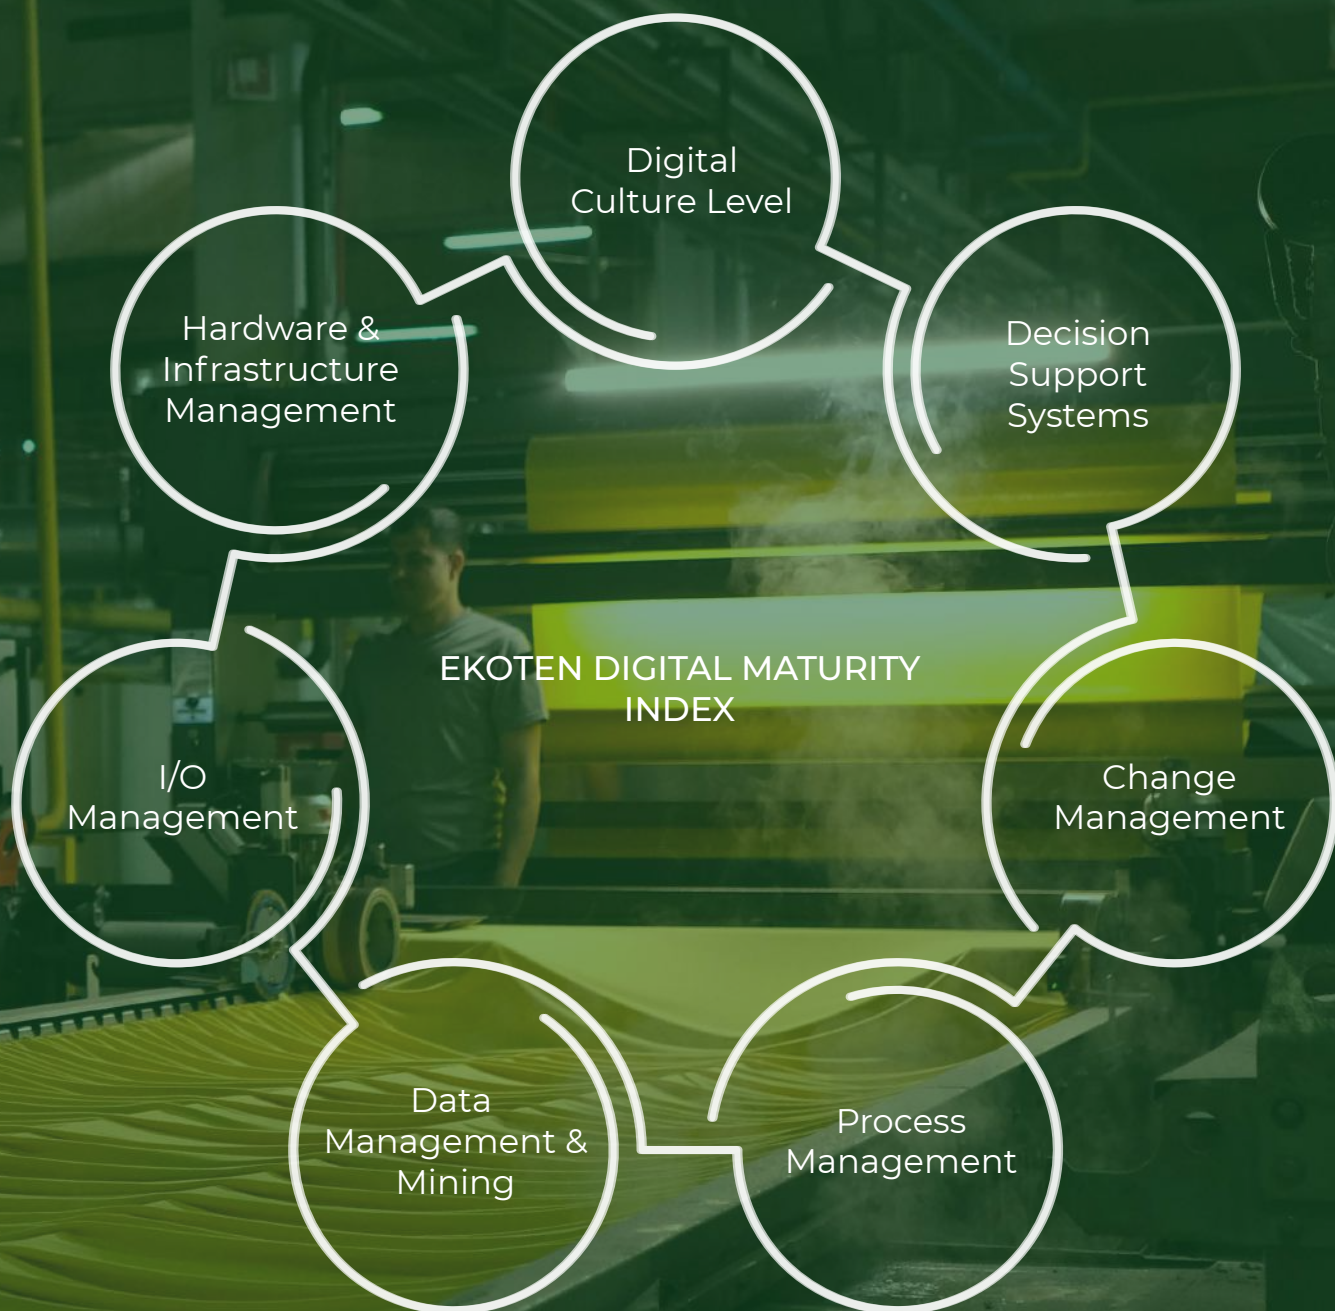 Digital
Culture Level
Decision
Support
Systems
Hardware &
Infrastructure
Management
EKOTEN DIGITAL MATURITY
INDEX
I/O
Management
Change
Management
Data
Management &
Mining
Process
Management